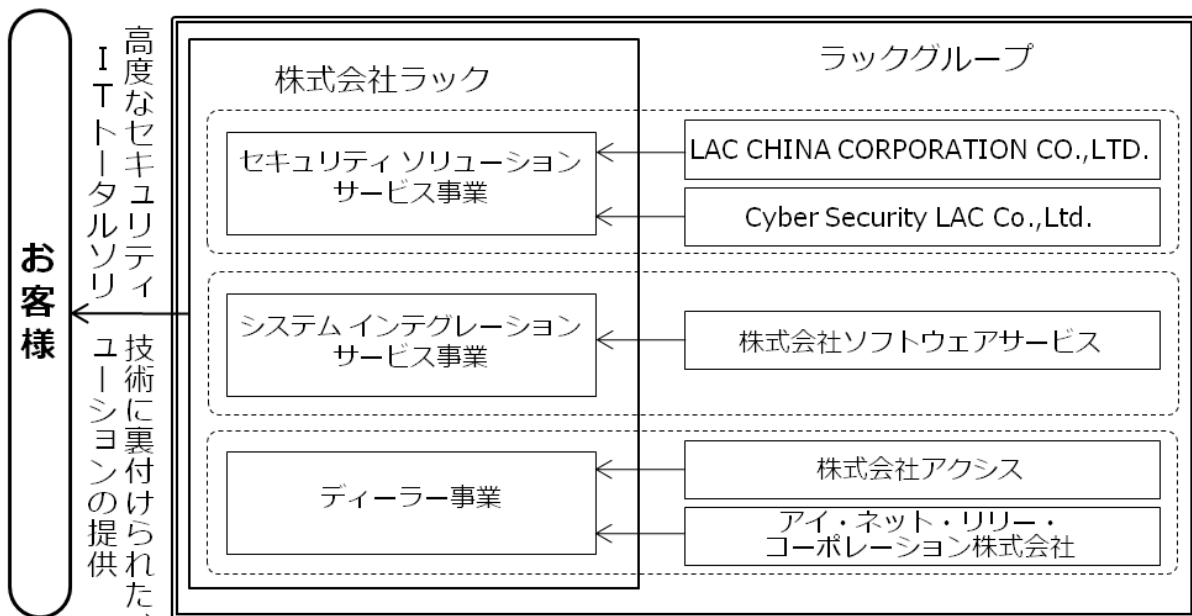 お客様
高度なセキュリティ技術に裏付けられた、
ITトータルソリューションの提供
ラックグループ
株式会社ラック
セキュリティ ソリューション
サービス事業
LAC CHINA CORPORATION CO.,LTD.
Cyber Security LAC Co.,Ltd.
システム インテグレーション
サービス事業
株式会社ソフトウェアサービス
ディーラー事業
株式会社アクシス
アイ・ネット・リリー・
コーポレーション株式会社